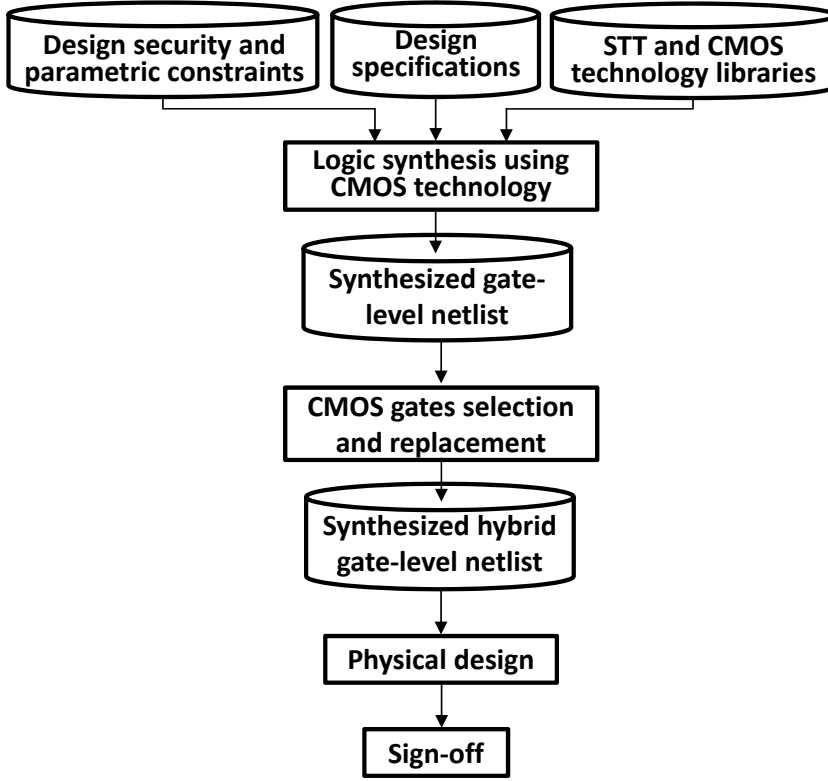 Design security and
parametric constraints
Design
specifications
STT and CMOS
technology libraries
Logic synthesis using
CMOS technology
Synthesized gate-
level netlist
CMOS gates selection
and replacement
Synthesized hybrid
gate-level netlist
Physical design
Sign-off